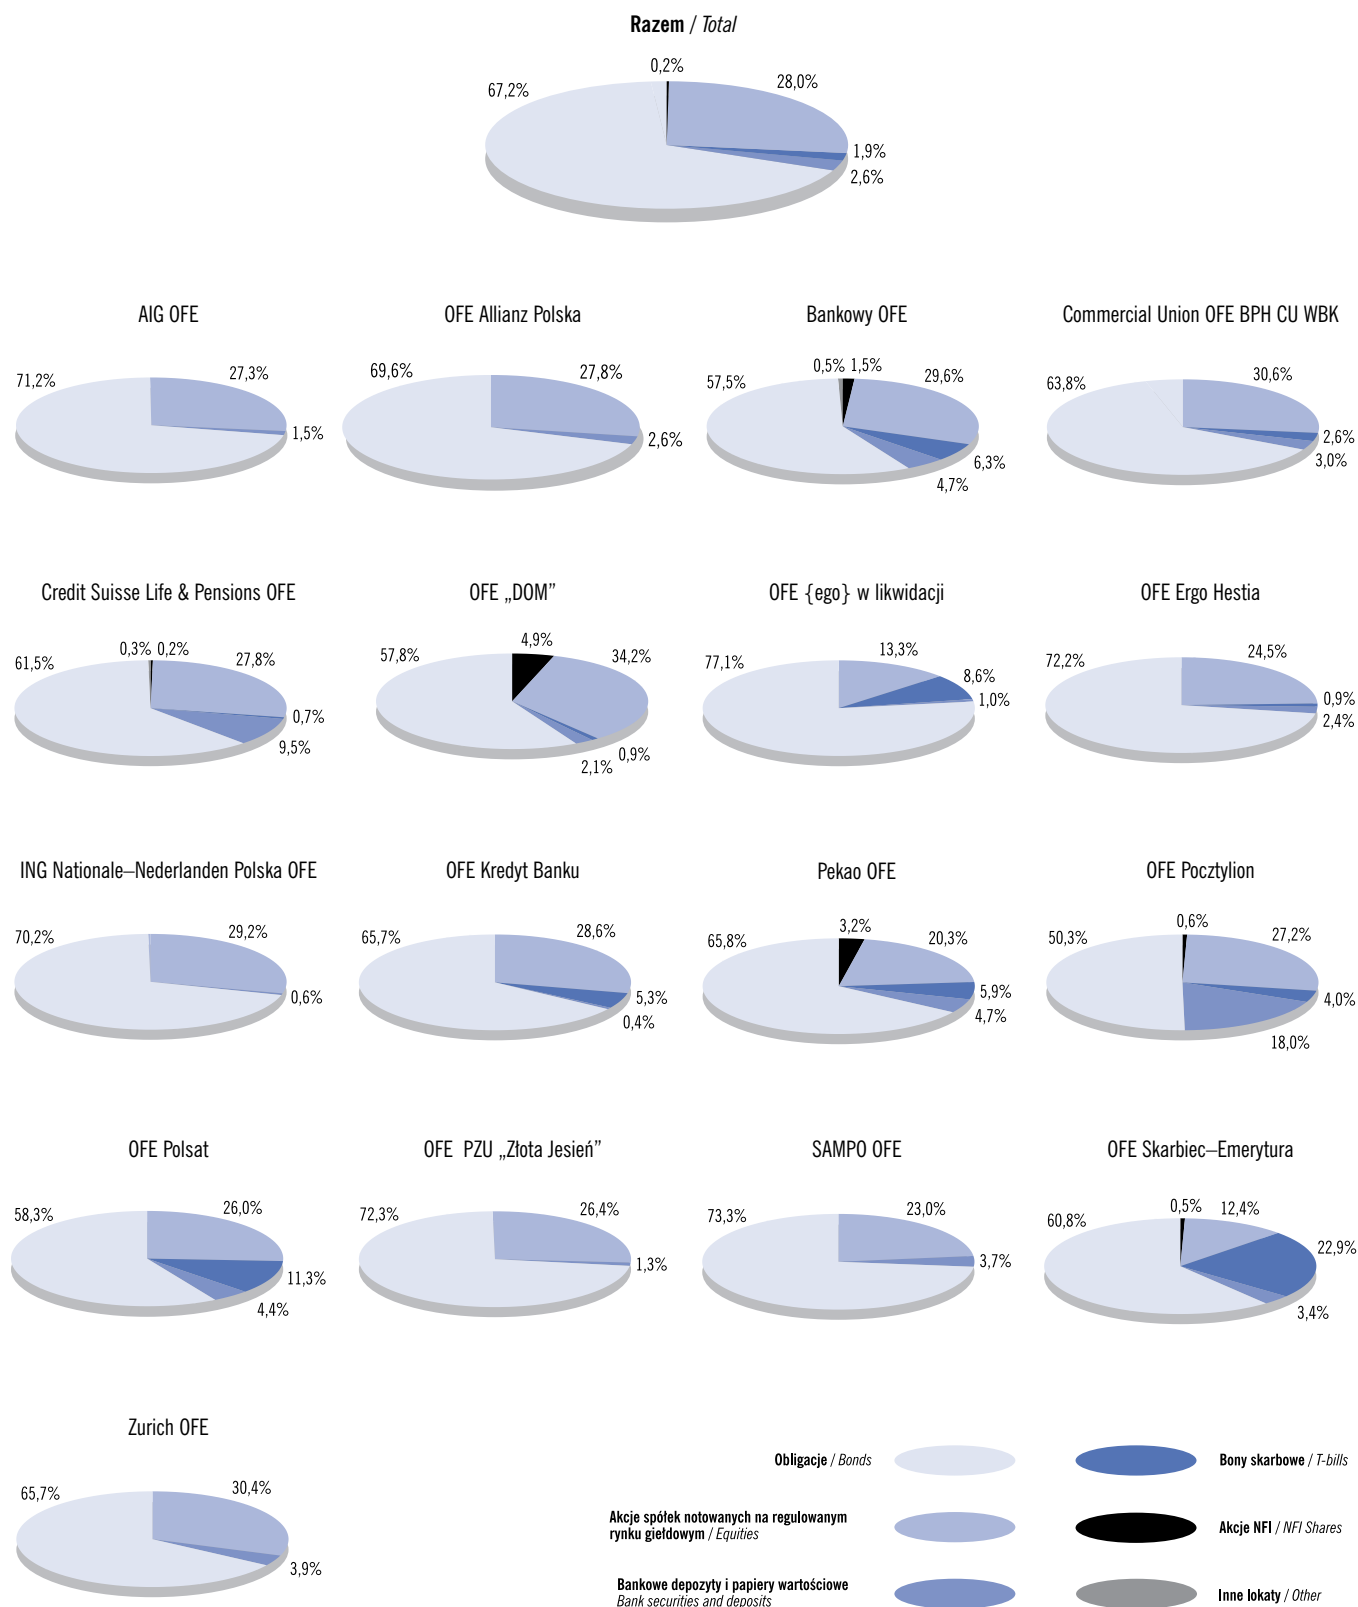 Razem / Total
0,2%
28,0%
67,2%
1,9%
2,6%
AIG OFE
71,2%
27,3%
1,5%
OFE Allianz Polska
69,6%
27,8%
2,6%
Bankowy OFE
57,5%
0,5%
1,5%
29,6%
6,3%
4,7%
Commercial Union OFE BPH CU WBK
63,8%
30,6%
2,6%
3,0%
Credit Suisse Life & Pensions OFE
61,5%
0,3%
0,2%
27,8%
0,7%
9,5%
OFE „DOM”
57,8%
4,9%
34,2%
0,9%
2,1%
OFE {ego} w likwidacji
77,1%
13,3%
8,6%
1,0%
OFE Ergo Hestia
72,2%
24,5%
0,9%
2,4%
ING Nationale–Nederlanden Polska OFE
70,2%
29,2%
0,6%
OFE Kredyt Banku
65,7%
28,6%
5,3%
0,4%
Pekao OFE
65,8%
3,2%
20,3%
5,9%
4,7%
OFE Pocztylion
50,3%
0,6%
27,2%
4,0%
18,0%
OFE Polsat
58,3%
26,0%
11,3%
4,4%
OFE PZU „Złota Jesień”
72,3%
26,4%
1,3%
SAMPO OFE
73,3%
23,0%
3,7%
OFE Skarbiec–Emerytura
60,8%
0,5%
12,4%
22,9%
3,4%
Zurich OFE
65,7%
30,4%
3,9%
Obligacje / Bonds
Bony skarbowe / T-bills
Akcje spółek notowanych na regulowanym
rynku giełdowym / Equities
Akcje NFI / NFI Shares
Bankowe depozyty i papiery wartościowe
Bank securities and deposits
Inne lokaty / Other